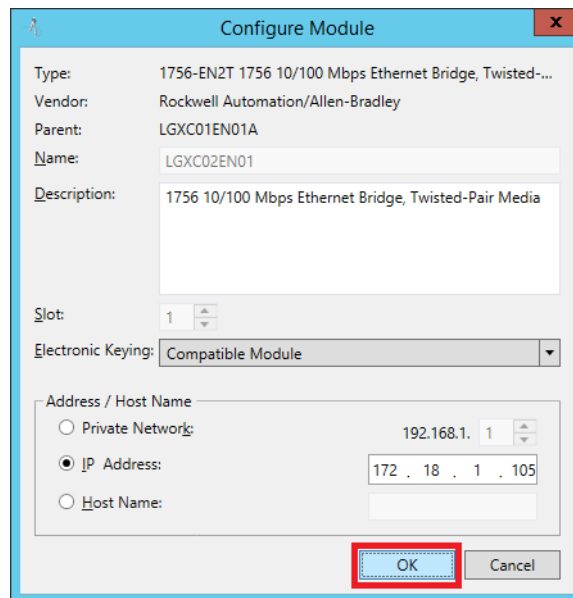 Configure Module
x
Type: 1756-EN2T 1756 10/100 Mbps Ethernet Bridge, Twisted-...
Vendor: Rockwell Automation/Allen-Bradley
Parent: LGXC01EN01A
Name: LGXC02EN01
Description: 1756 10/100 Mbps Ethernet Bridge, Twisted-Pair Media
Slot: 1
Electronic Keying: Compatible Module
Address / Host Name
Private Network: 192.168.1. 1
IP Address: 172 . 18 . 1 . 105
Host Name:
OK Cancel